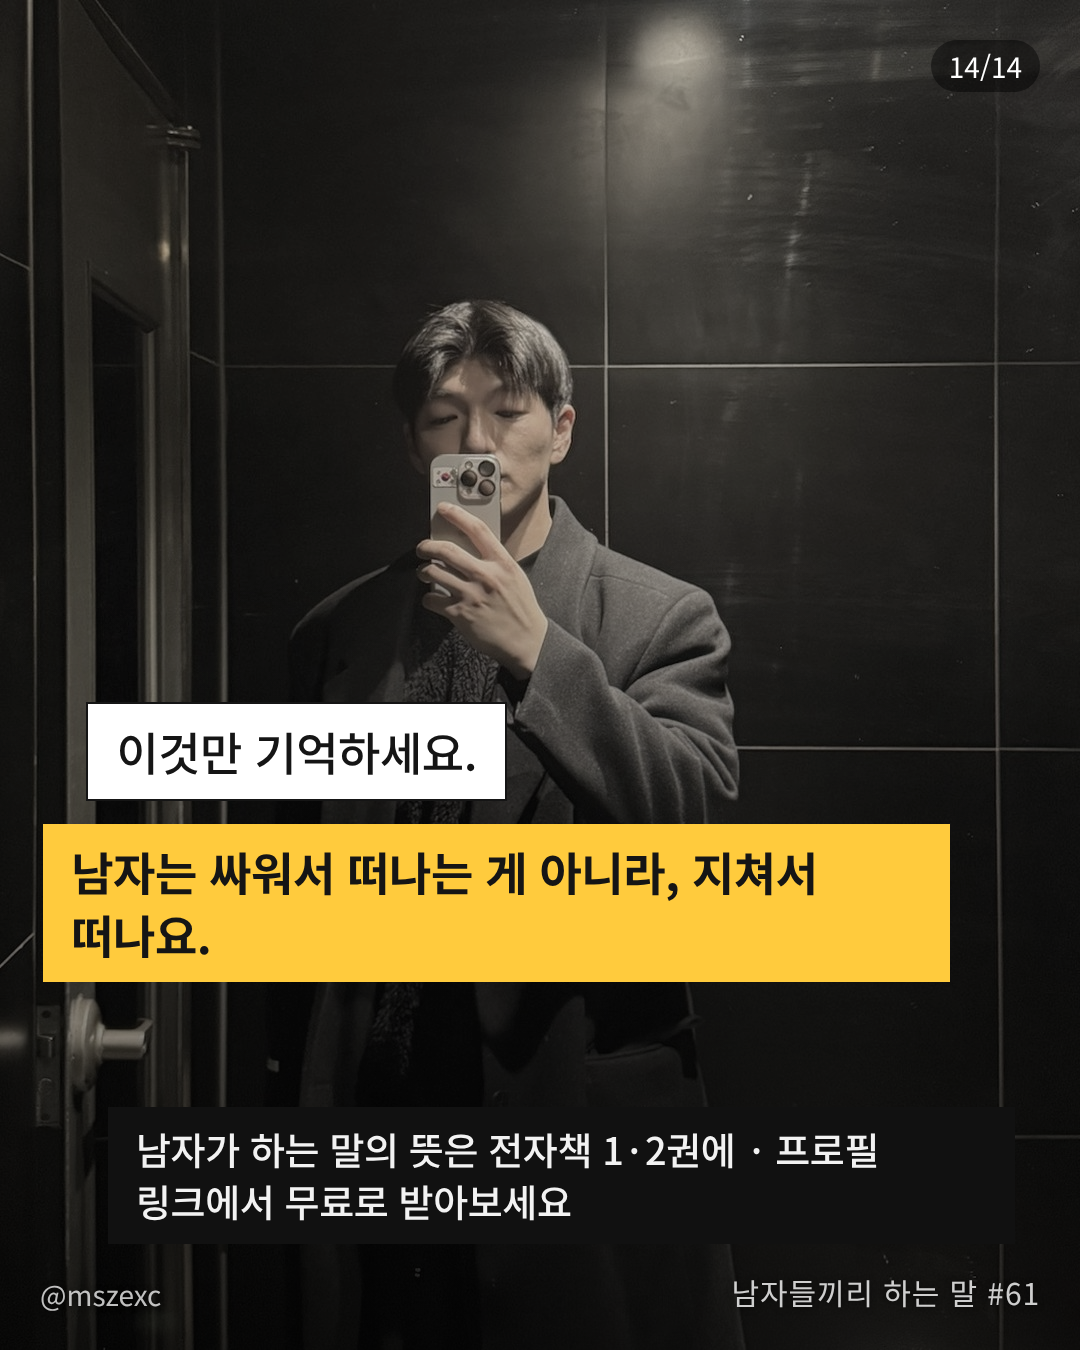 14/14
이것만 기억하세요.
남자는 싸워서 떠나는 게 아니라, 지쳐서
떠나요.
남자가 하는 말의 뜻은 전자책 1·2권에 · 프로필
링크에서 무료로 받아보세요
@mszexc
남자들끼리 하는 말 #61